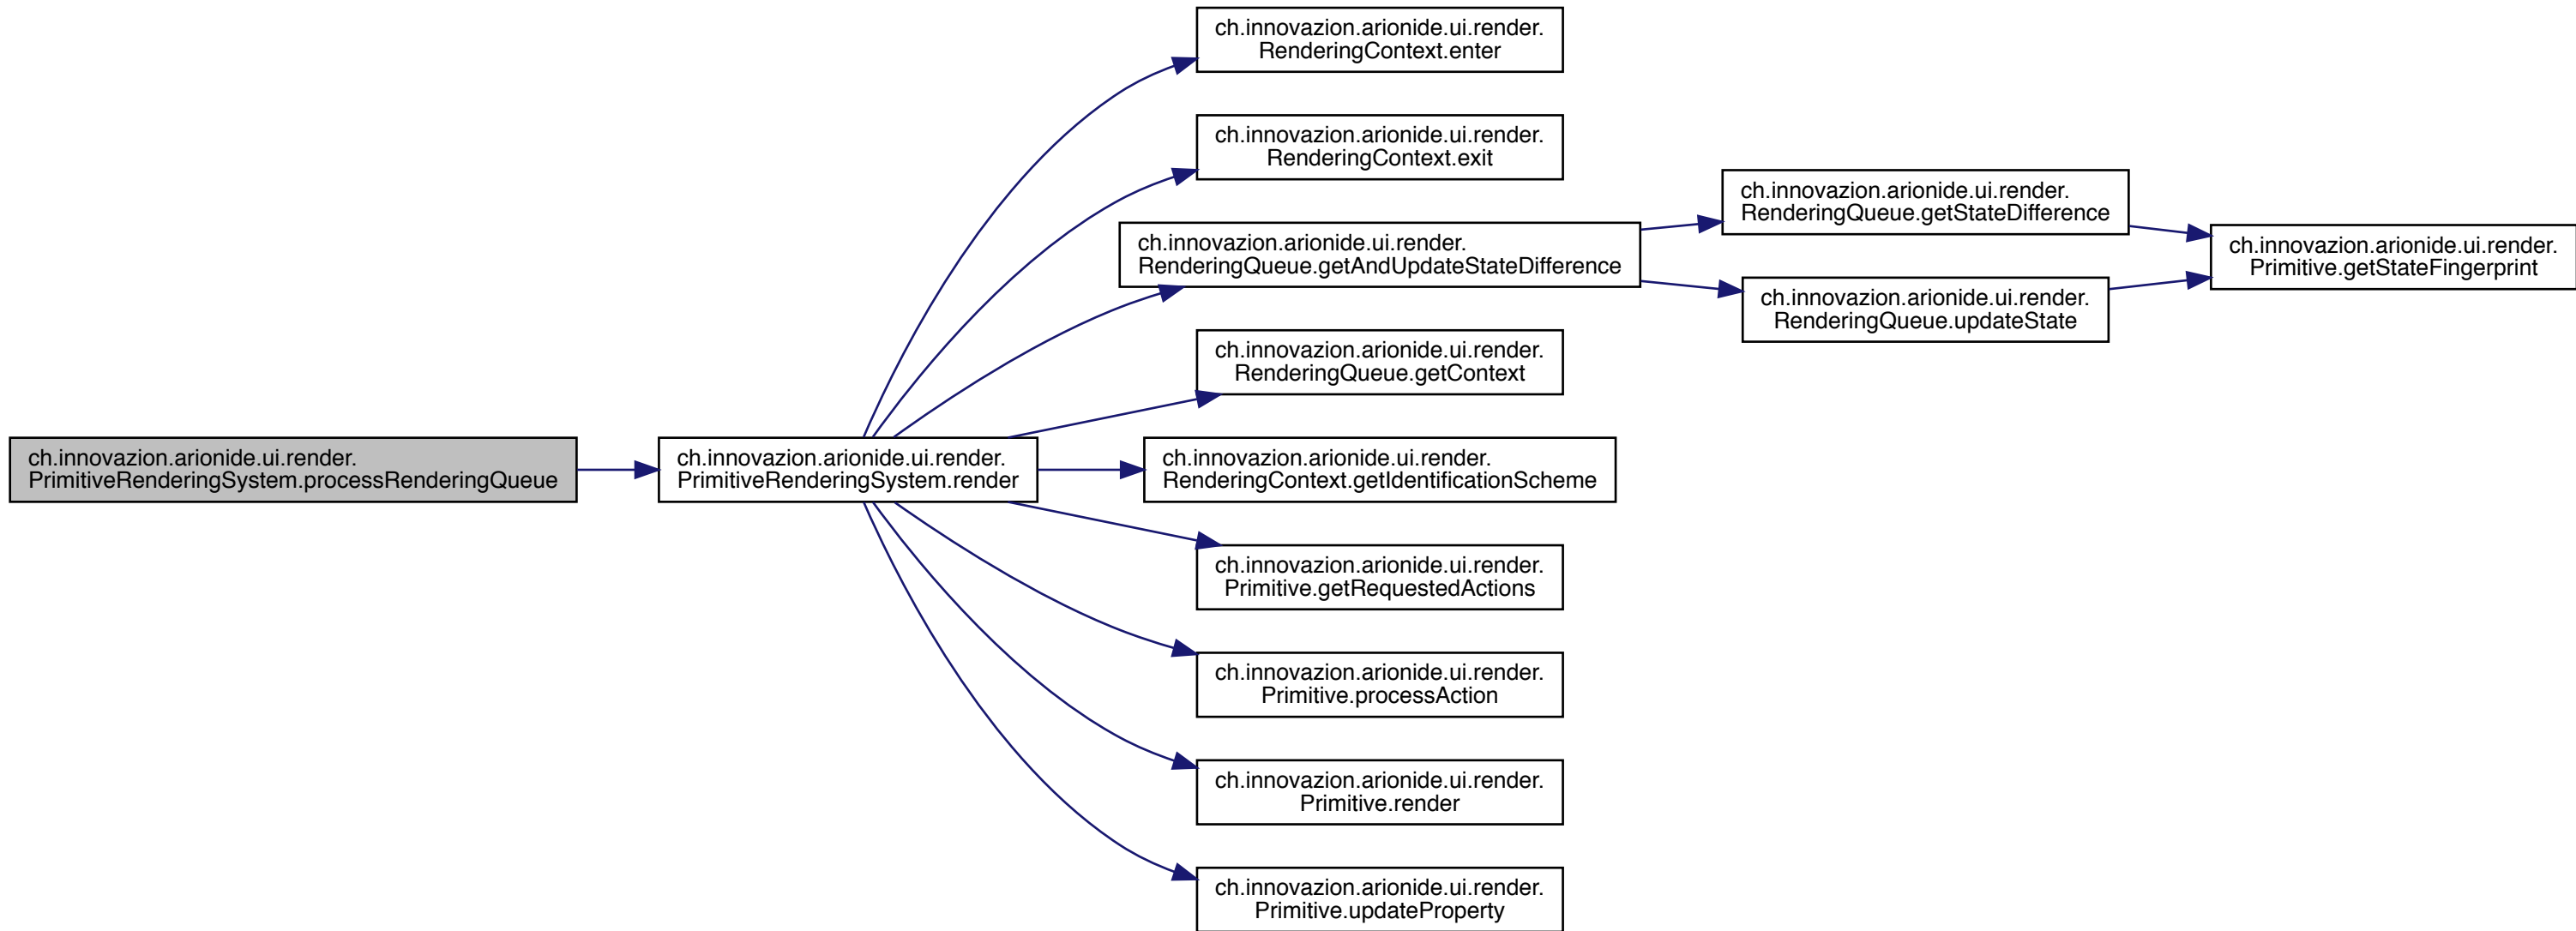 ch.innovazion.arionide.ui.render.
PrimitiveRenderingSystem.processRenderingQueue
ch.innovazion.arionide.ui.render.
PrimitiveRenderingSystem.render
ch.innovazion.arionide.ui.render.
RenderingContext.enter
ch.innovazion.arionide.ui.render.
RenderingContext.exit
ch.innovazion.arionide.ui.render.
RenderingQueue.getAndUpdateStateDifference
ch.innovazion.arionide.ui.render.
RenderingQueue.getStateDifference
ch.innovazion.arionide.ui.render.
RenderingQueue.updateState
ch.innovazion.arionide.ui.render.
Primitive.getStateFingerprint
ch.innovazion.arionide.ui.render.
RenderingQueue.getContext
ch.innovazion.arionide.ui.render.
RenderingContext.getIdentificationScheme
ch.innovazion.arionide.ui.render.
Primitive.getRequestedActions
ch.innovazion.arionide.ui.render.
Primitive.processAction
ch.innovazion.arionide.ui.render.
Primitive.render
ch.innovazion.arionide.ui.render.
Primitive.updateProperty